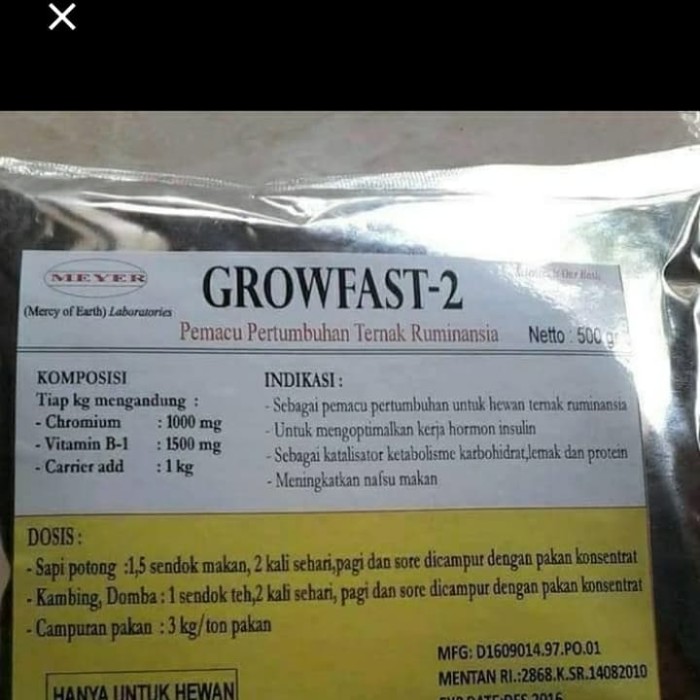 MEYER
(Mercy of Earth) Laboratories
GROWFAST-2
Pemacu Pertumbuhan Ternak Ruminansia
Netto : 500 gr
KOMPOSISI
Tiap kg mengandung :
- Chromium : 1000 mg
- Vitamin B-1 : 1500 mg
- Carrier add : 1 kg
INDIKASI :
- Sebagai pemacu pertumbuhan untuk hewan ternak ruminansia
- Untuk mengoptimalkan kerja hormon insulin
- Sebagai katalisator ketabolisme karbohidrat,lemak dan protein
- Meningkatkan nafsu makan
DOSIS :
- Sapi potong :1,5 sendok makan, 2 kali sehari,pagi dan sore dicampur dengan pakan konsentrat
- Kambing, Domba : 1 sendok teh,2 kali sehari, pagi dan sore dicampur dengan pakan konsentrat
- Campuran pakan : 3 kg/ton pakan
MFG: D1609014.97.PO.01
MENTAN RI.:2868.K.SR.14082010
EXP DATE:DES 2016
HANYA UNTUK HEWAN